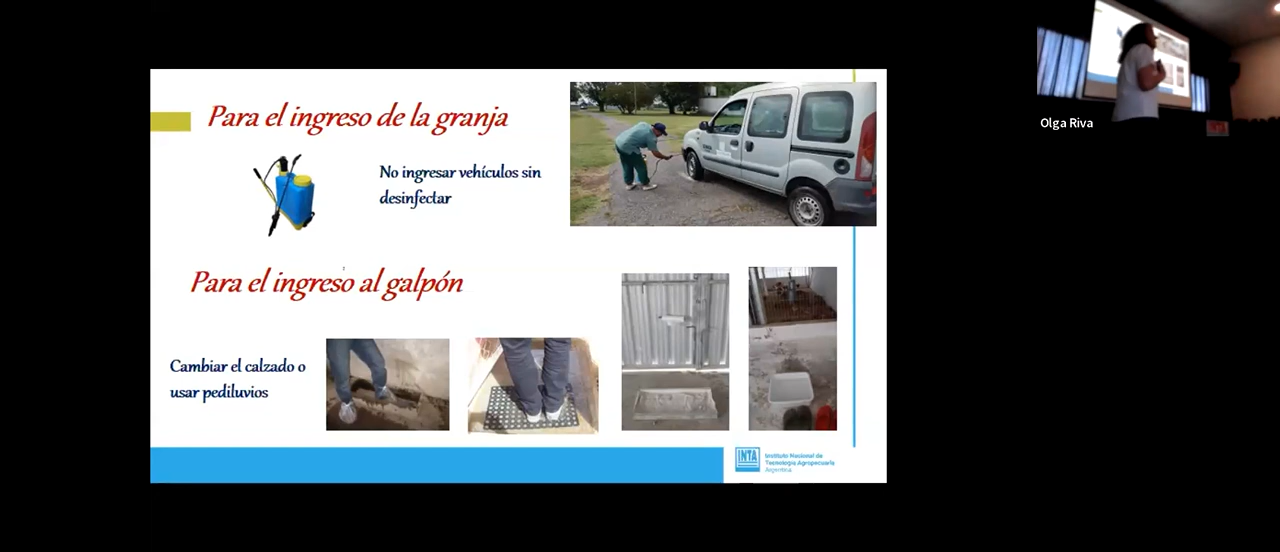 Para el ingreso de la granja
No ingresar vehículos sin
desinfectar
Para el ingreso al galpón
Cambiar el calzado o
usar pediluvios
INTA
Instituto Nacional de
Tecnología Agropecuaria
Argentina
Olga Riva